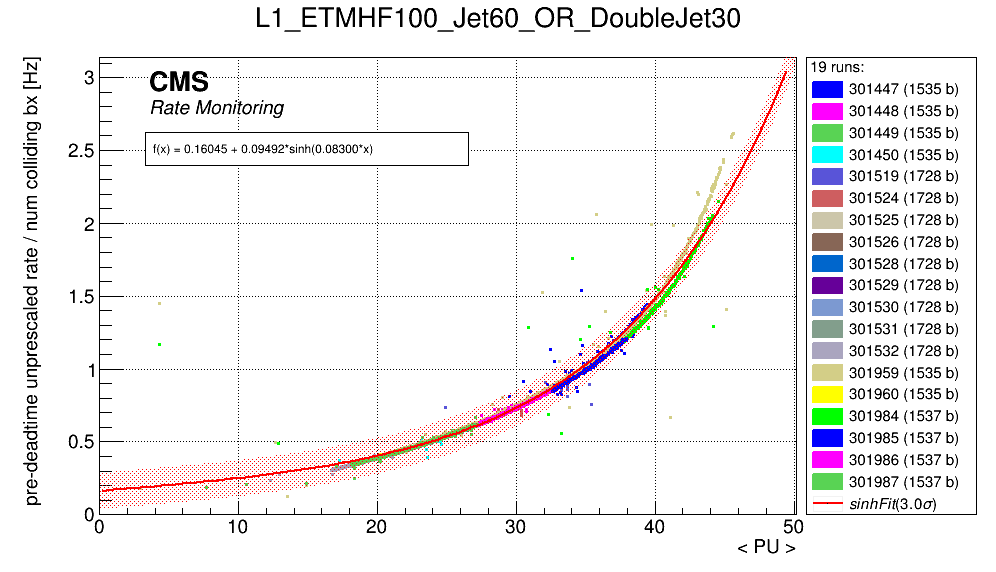 L1_ETMHF100_Jet60_OR_DoubleJet30
pre-deadtime unprescaled rate / num colliding bx [Hz]
CMS
Rate Monitoring
f(x) = 0.16045 + 0.09492*sinh(0.08300*x)
3
2.5
2
1.5
1
0.5
0
0 10 20 30 40 50
< PU >
19 runs:
301447 (1535 b)
301448 (1535 b)
301449 (1535 b)
301450 (1535 b)
301519 (1728 b)
301524 (1728 b)
301525 (1728 b)
301526 (1728 b)
301528 (1728 b)
301529 (1728 b)
301530 (1728 b)
301531 (1728 b)
301532 (1728 b)
301959 (1535 b)
301960 (1535 b)
301984 (1537 b)
301985 (1537 b)
301986 (1537 b)
301987 (1537 b)
sinhFit(3.0σ)